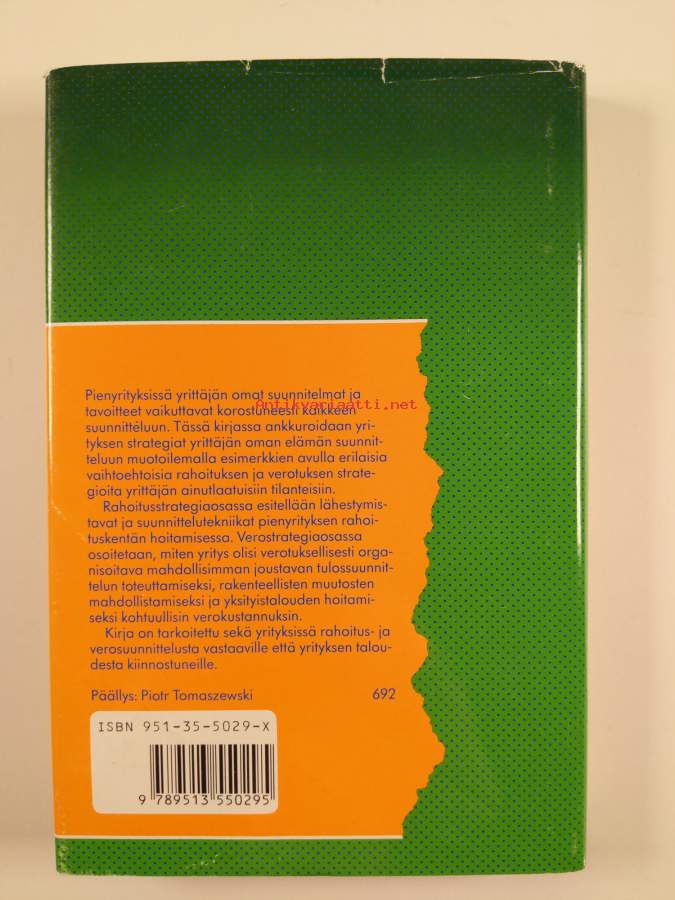 Pienyrityksissä yrittäjän omat suunnitelmat ja
tavoitteet vaikuttavat korostuneesti kaikkeen
Antikvariaatti.net
suunnitteluun. Tässä kirjassa ankkuroidaan yri-
tyksen strategiat yrittäjän oman elämän suunnit-
teluun muotoilemalla esimerkkien avulla erilaisia
vaihtoehtoisia rahoituksen ja verotuksen strate-
gioita yrittäjän ainutlaatuisiin tilanteisiin.
Rahoitusstrategiaosassa esitellään lähestymis-
tavat ja suunnittelutekniikat pienyrityksen rahoi-
tuskentän hoitamisessa. Verostrategiaosassa
osoitetaan, miten yritys olisi verotuksellisesti orga-
nisoitava mahdollisimman joustavan tulossuunnit-
telun toteuttamiseksi, rakenteellisten muutosten
mahdollistamiseksi ja yksityistalouden hoitami-
seksi kohtuullisin verokustannuksin.
Kirja on tarkoitettu sekä yrityksissä rahoitus- ja
verosuunnittelusta vastaaville että yrityksen talou-
desta kiinnostuneille.
Päällys: Piotr Tomaszewski 692
ISBN 951-35-5029-X
9 789513 550295